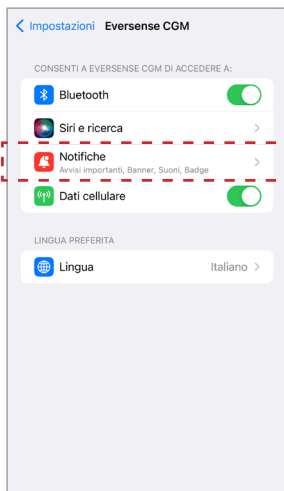 Impostazioni Eversense CGM
CONSENTI A EVERSENSE CGM DI ACCEDERE A:
Bluetooth
Siri e ricerca
Notifiche
Avvisi importanti, Banner, Suoni, Badge
Dati cellulare
LINGUA PREFERITA
Lingua Italiano